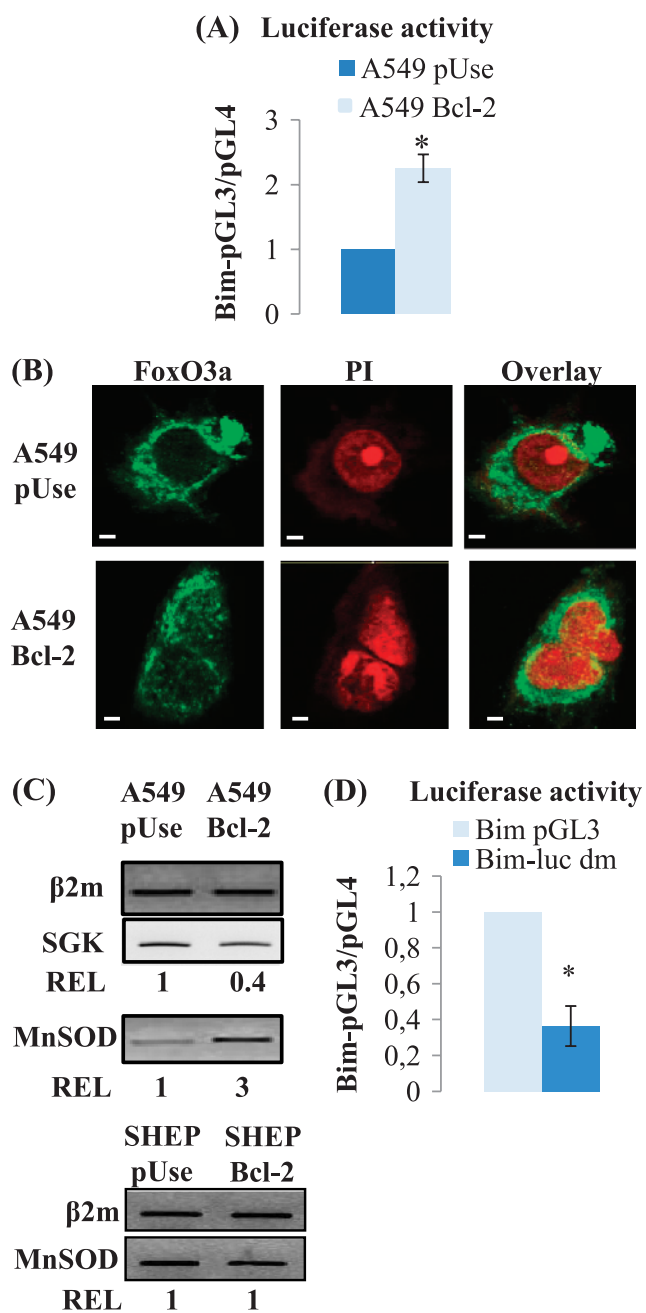 (A) Luciferase activity
A549 pUse
A549 Bcl-2
Bim-pGL3/pGL4
3
2
1
0
*
(B) FoxO3a PI Overlay
A549
pUse
A549
Bcl-2
(C)
A549 A549
pUse Bcl-2
β2m
SGK
REL 1 0.4
MnSOD
REL 1 3
SHEP SHEP
pUse Bcl-2
β2m
MnSOD
REL 1 1
(D) Luciferase activity
Bim pGL3
Bim-luc dm
Bim-pGL3/pGL4
1,2
1
0,8
0,6
0,4
0,2
0
*